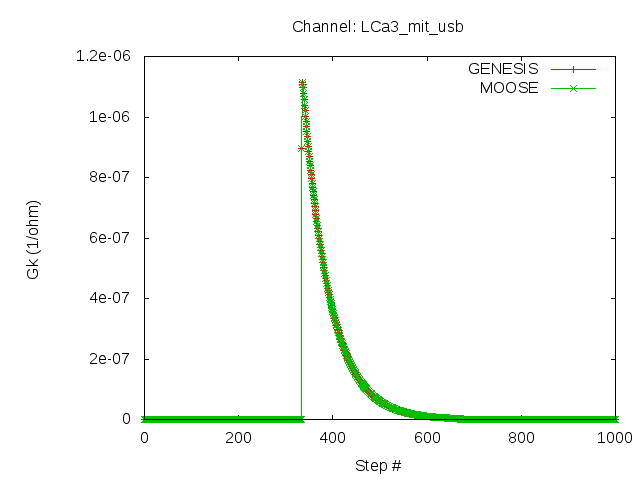 Channel: LCa3_mit_usb
1.2e-06
1e-06
8e-07
6e-07
4e-07
2e-07
0
Gk (1/ohm)
GENESIS
MOOSE
0 200 400 600 800 1000
Step #